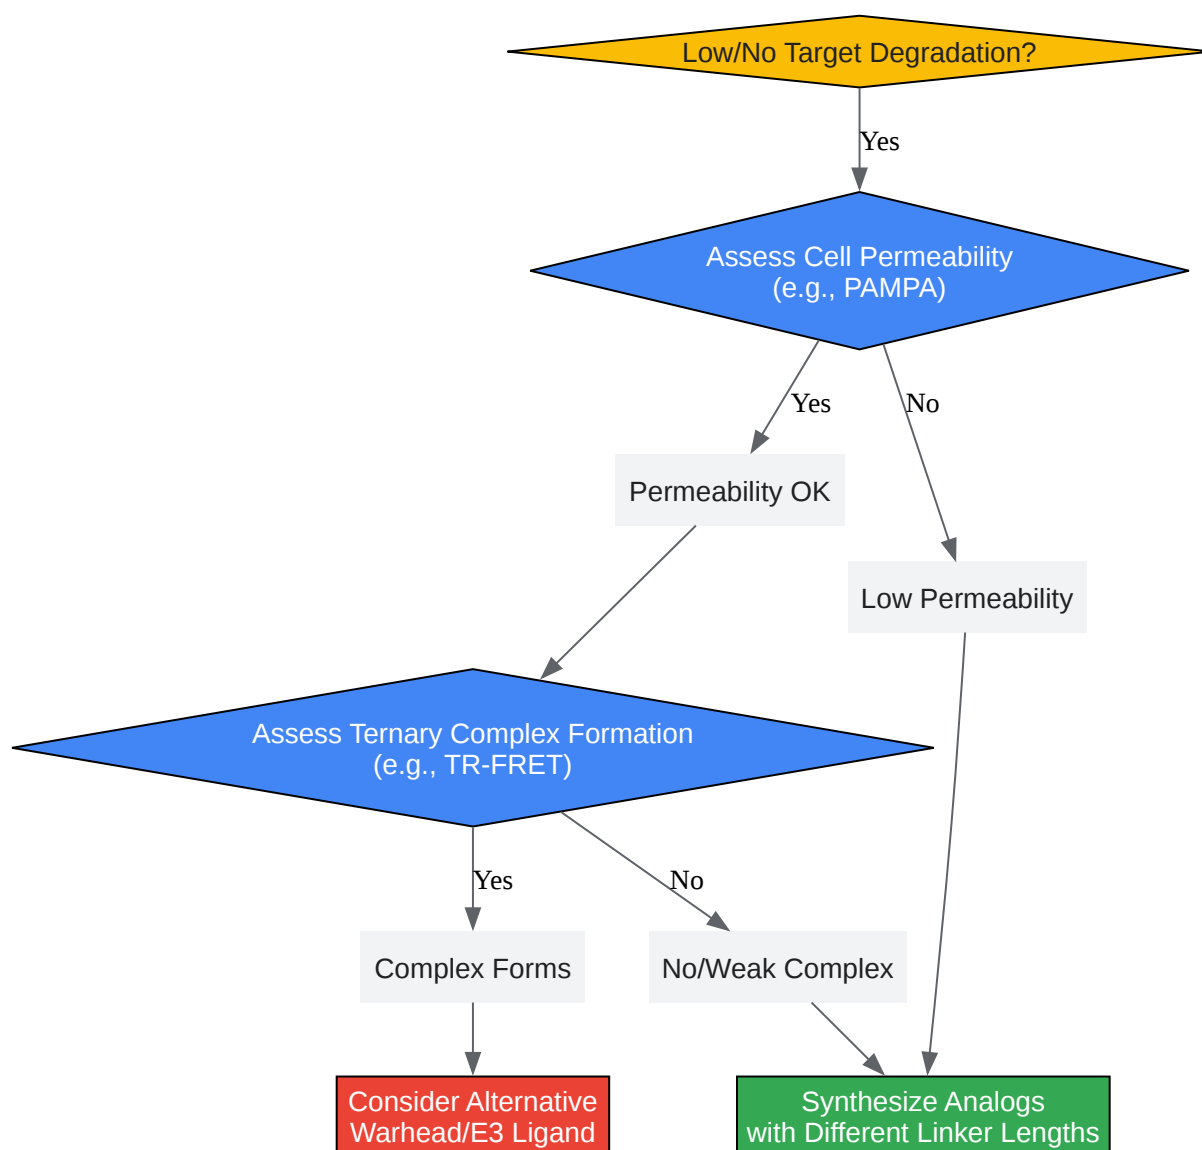 Low/No Target Degradation?
Yes
Assess Cell Permeability
(e.g., PAMPA)
Yes
No
Permeability OK
Low Permeability
Assess Ternary Complex Formation
(e.g., TR-FRET)
Yes
No
Complex Forms
No/Weak Complex
Consider Alternative
Warhead/E3 Ligand
Synthesize Analogs
with Different Linker Lengths